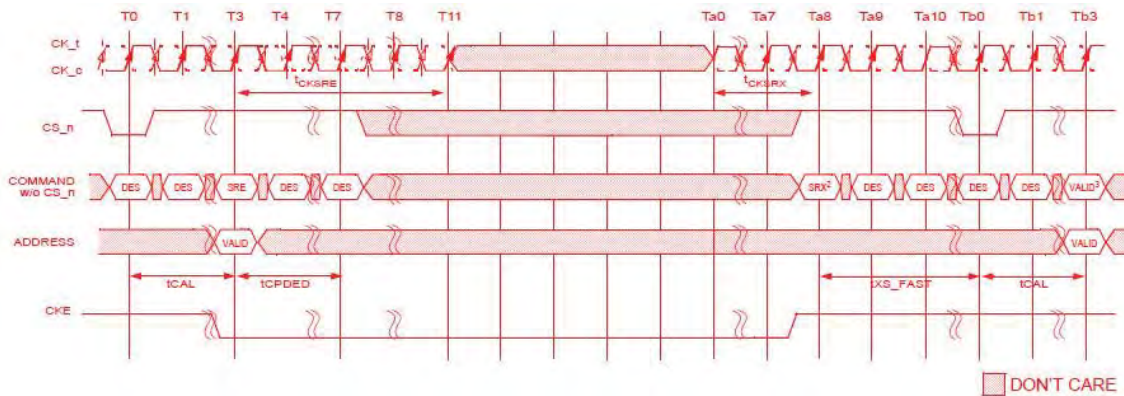 T0 T1 T3 T4 T7 T8 T11 Ta0 Ta7 Ta8 Ta9 Ta10 Tb0 Tb1 Tb3
CK_t
CK_c
tCKSRE tCKSRX
CS_n
COMMAND
w/o CS_n
DES DES SRE DES DES SRX2 DES DES DES DES VALID3
ADDRESS VALID VALID
tCAL tCPDED tXS_FAST tCAL
CKE
DON'T CARE